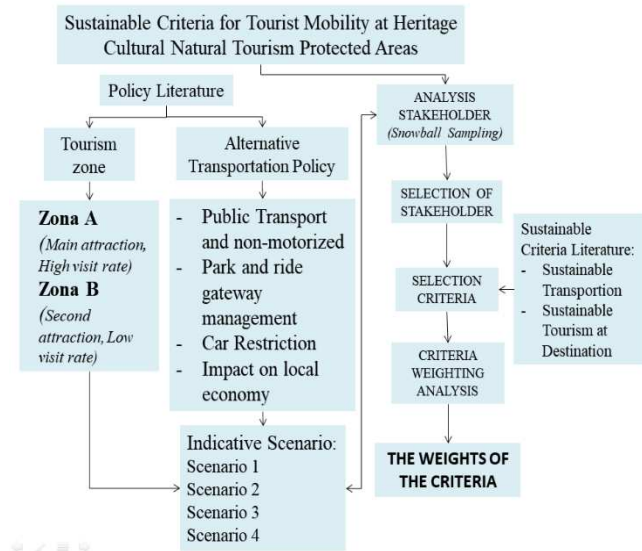 Sustainable Criteria for Tourist Mobility at Heritage
Cultural Natural Tourism Protected Areas
Policy Literature
Tourism
zone
Alternative
Transportation Policy
Zona A
(Main attraction,
High visit rate)
Zona B
(Second
attraction, Low
visit rate)
- Public Transport
and non-motorized
- Park and ride
gateway
management
- Car Restriction
- Impact on local
economy
Indicative Scenario:
Scenario 1
Scenario 2
Scenario 3
Scenario 4
ANALYSIS
STAKEHOLDER
(Snowball Sampling)
SELECTION OF
STAKEHOLDER
SELECTION
CRITERIA
CRITERIA
WEIGHTING
ANALYSIS
THE WEIGHTS OF
THE CRITERIA
Sustainable
Criteria Literature:
- Sustainable
Transportion
- Sustainable
Tourism at
Destination